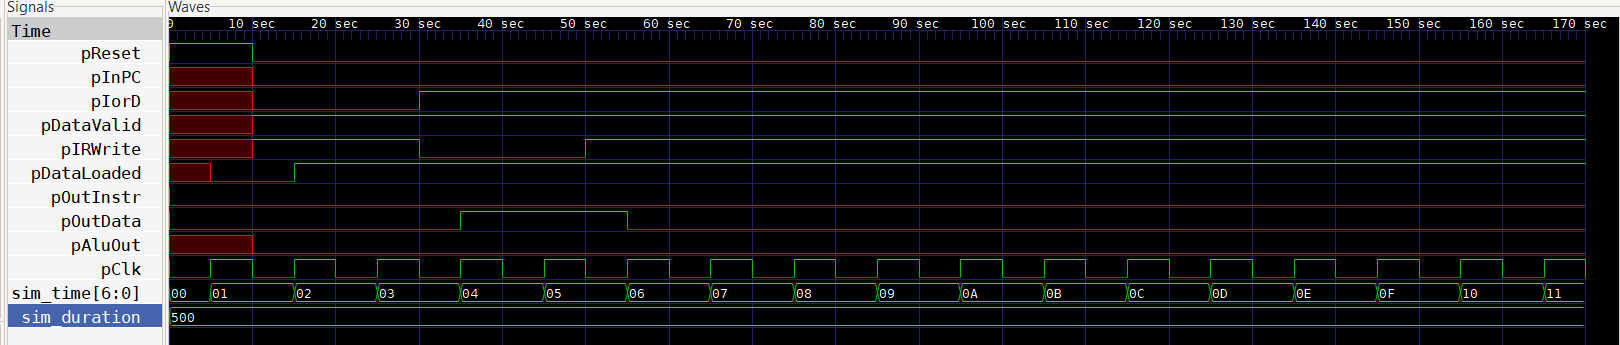 Signals Waves
Time 0 10 sec 20 sec 30 sec 40 sec 50 sec 60 sec 70 sec 80 sec 90 sec 100 sec 110 sec 120 sec 130 sec 140 sec 150 sec 160 sec 170 sec
pReset
pInPC
pIorD
pDataValid
pIRWrite
pDataLoaded
pOutInstr
pOutData
pAluOut
pClk
sim_time[6:0] 00 01 02 03 04 05 06 07 08 09 0A 0B 0C 0D 0E 0F 10 11
sim_duration 500